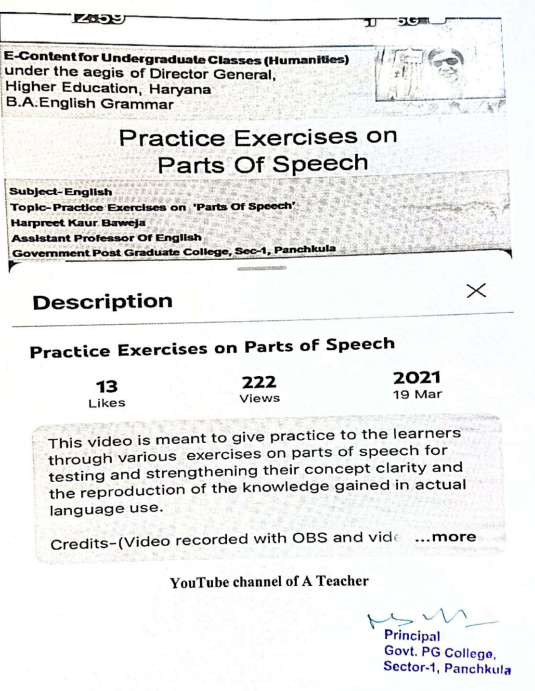 12:59
5G
E-Content for Undergraduate Classes (Humanities)
under the aegis of Director General,
Higher Education, Haryana
B.A.English Grammar
Practice Exercises on
Parts Of Speech
Subject-English
Topic-Practice Exercises on 'Parts Of Speech'
Harpreet Kaur Baweja
Assistant Professor Of English
Government Post Graduate College, Sec-1, Panchkula
Description
Practice Exercises on Parts of Speech
13 222 2021
Likes Views 19 Mar
This video is meant to give practice to the learners
through various exercises on parts of speech for
testing and strengthening their concept clarity and
the reproduction of the knowledge gained in actual
language use.
Credits-(Video recorded with OBS and vide ...more
YouTube channel of A Teacher
Principal
Govt. PG College,
Sector-1, Panchkula